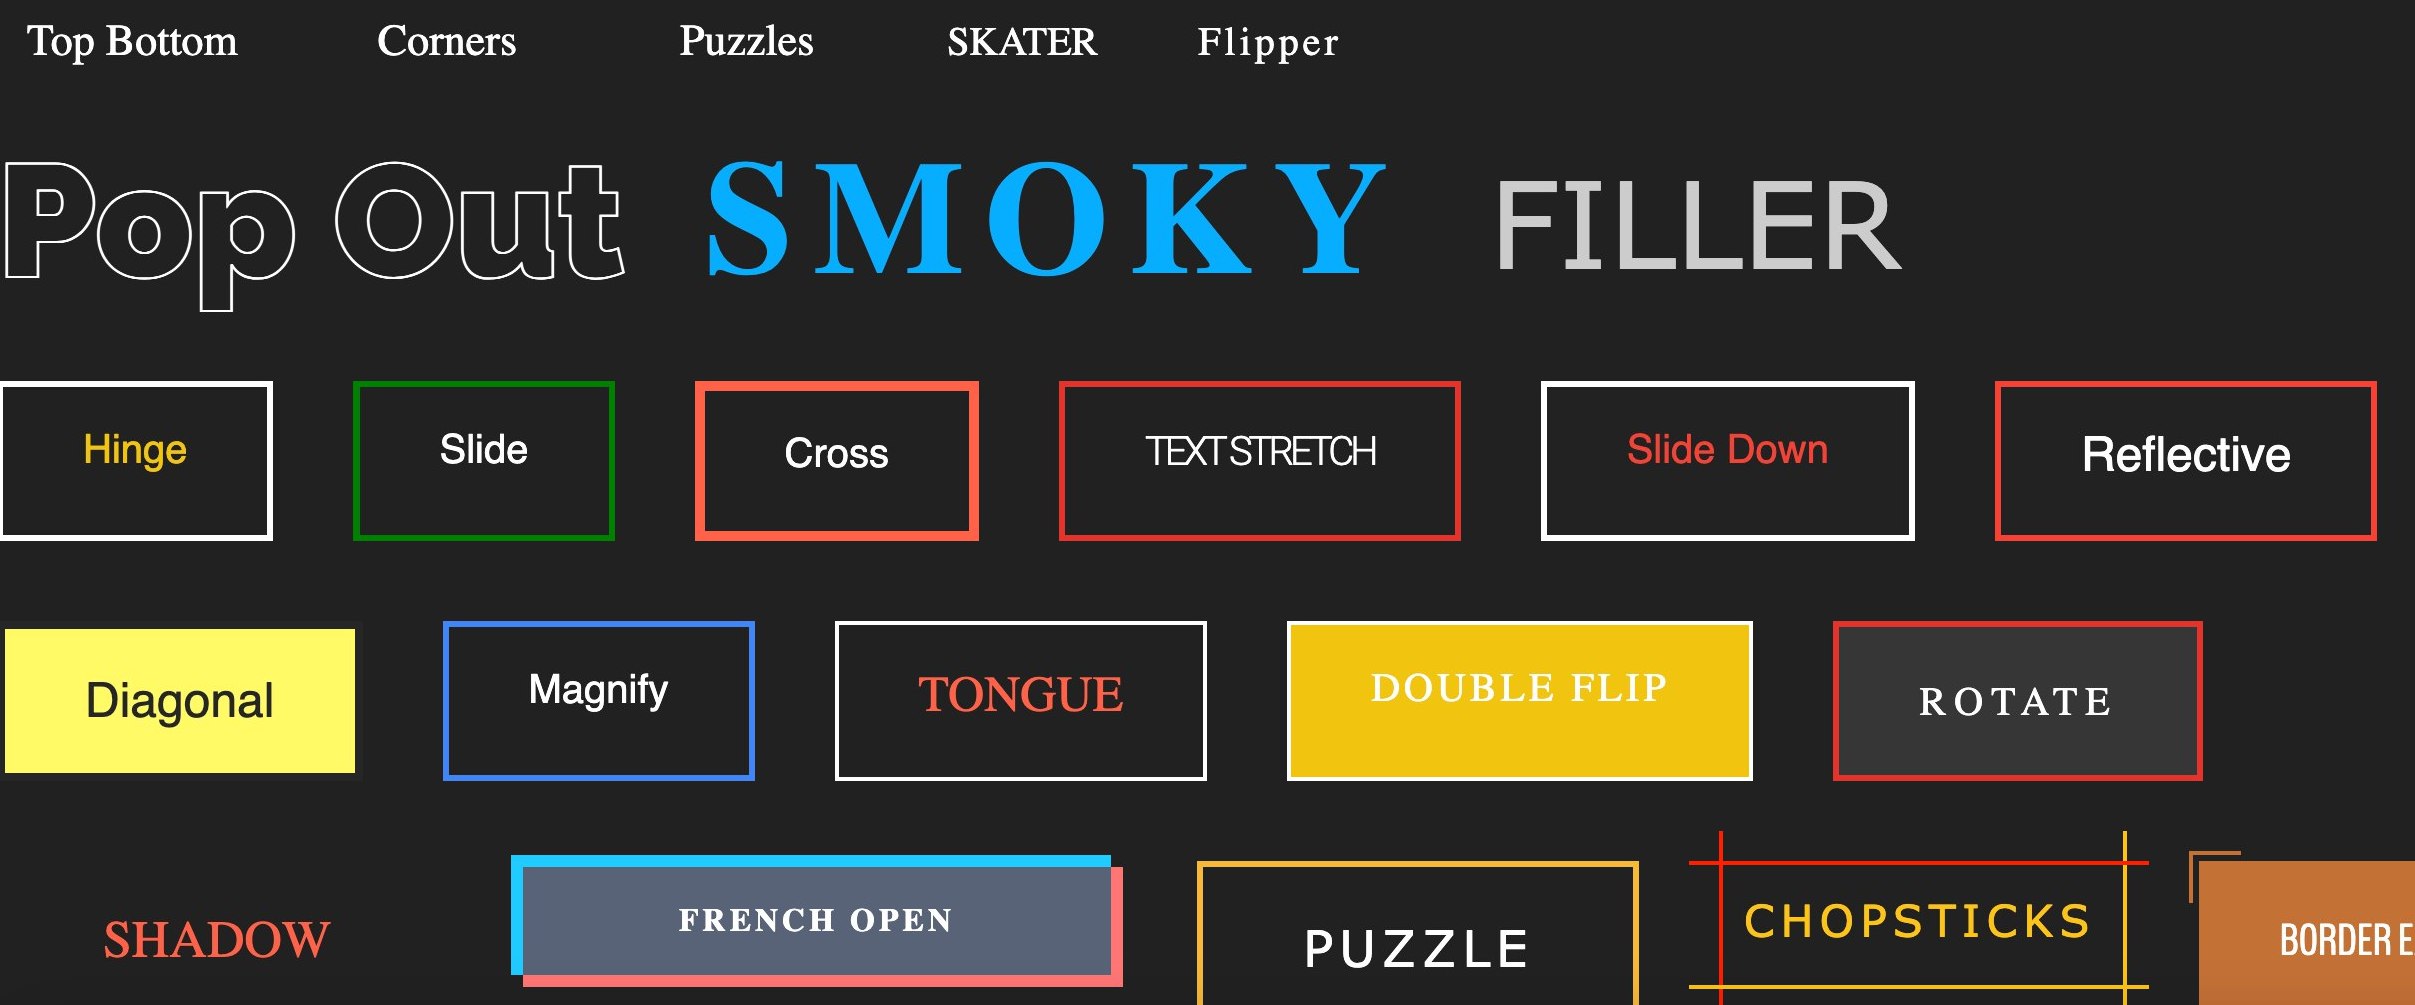 Top Bottom Corners Puzzles SKATER Flipper
Pop Out SMOKY FILLER
Hinge Slide Cross TEXT STRETCH Slide Down Reflective
Diagonal Magnify TONGUE DOUBLE FLIP ROTATE
SHADOW FRENCH OPEN PUZZLE CHOPSTICKS BORDER